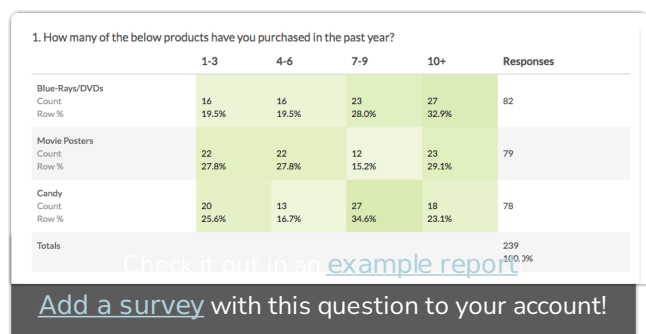 1. How many of the below products have you purchased in the past year?
1-3 4-6 7-9 10+ Responses
Blue-Rays/DVDs
Count 16 16 23 27 82
Row % 19.5% 19.5% 28.0% 32.9%
Movie Posters
Count 22 22 12 23 79
Row % 27.8% 27.8% 15.2% 29.1%
Candy
Count 20 13 27 18 78
Row % 25.6% 16.7% 34.6% 23.1%
Totals 239
100.0%
Check it out in an example report!
Add a survey with this question to your account!